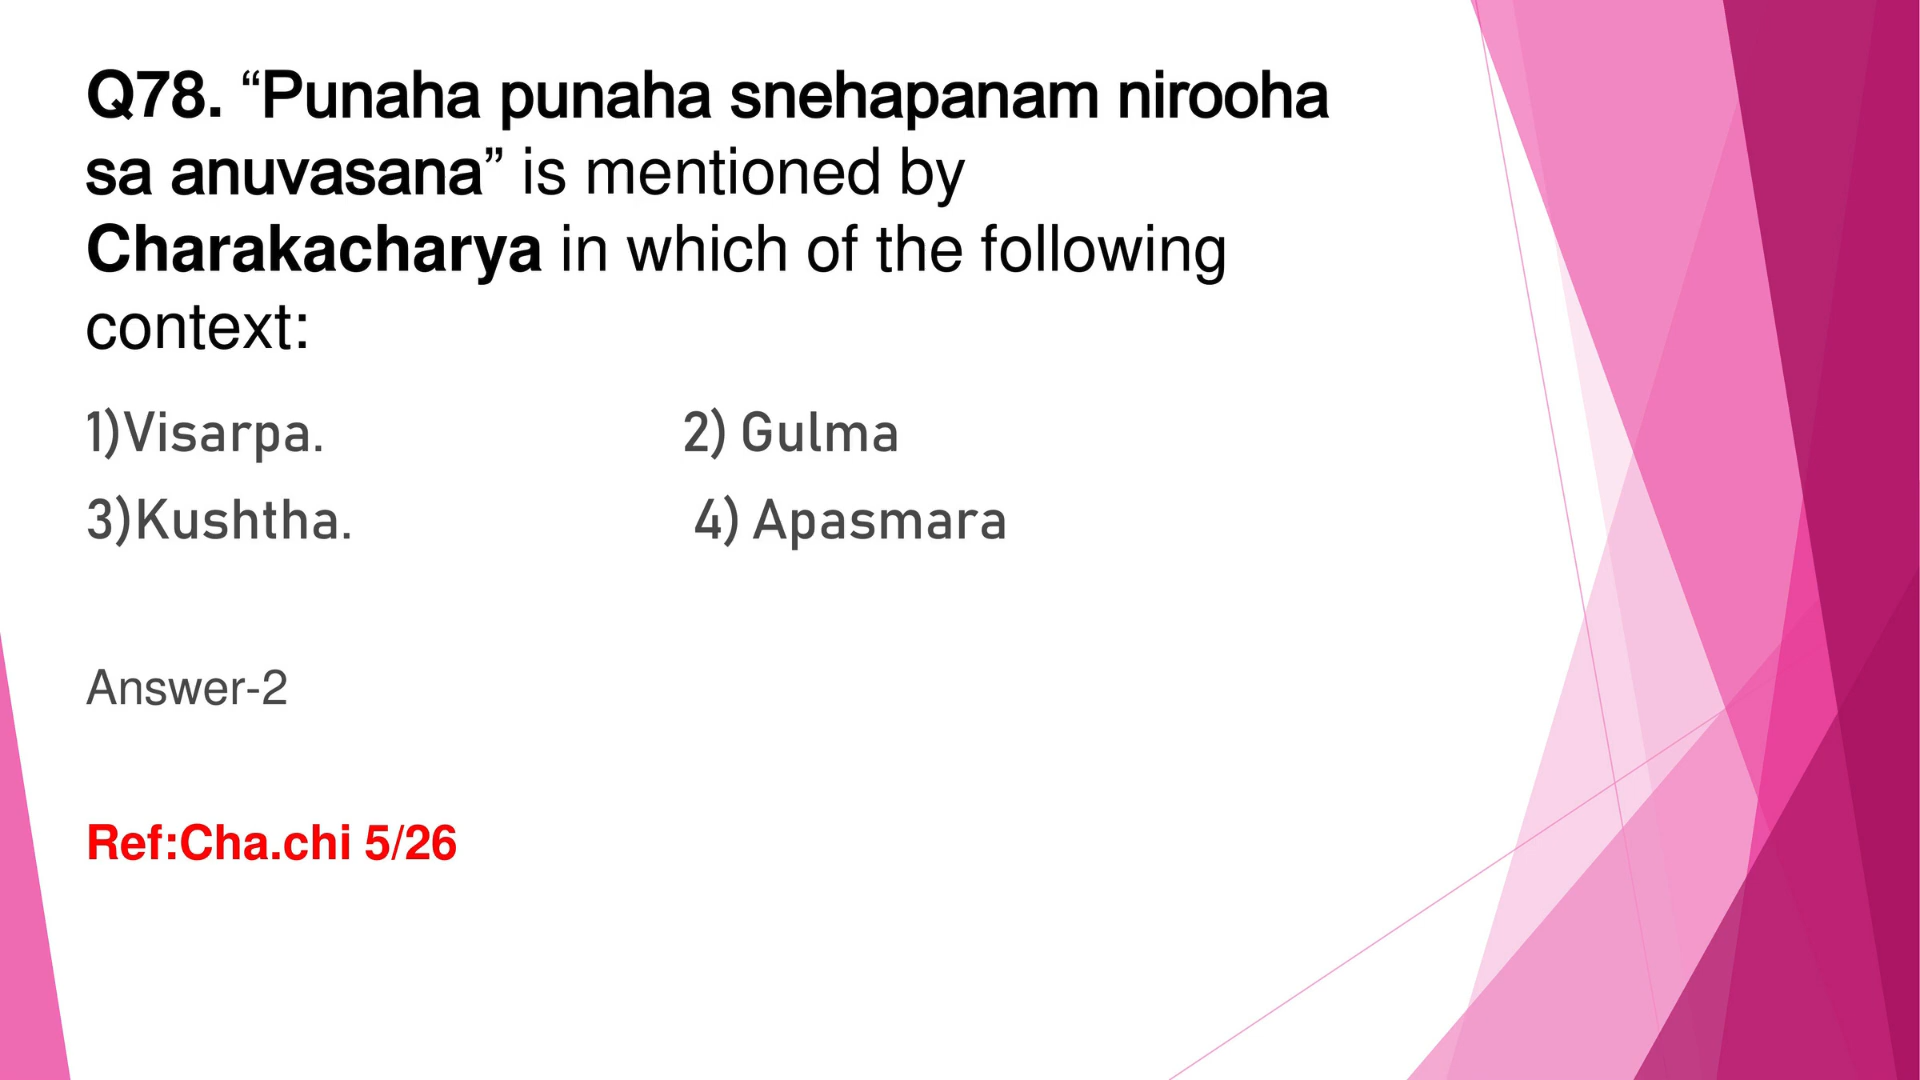 Q78. “Punaha punaha snehapanam nirooha
sa anuvasana” is mentioned by
Charakacharya in which of the following
context:
1)Visarpa. 2) Gulma
3)Kushtha. 4) Apasmara
Answer-2
Ref:Cha.chi 5/26